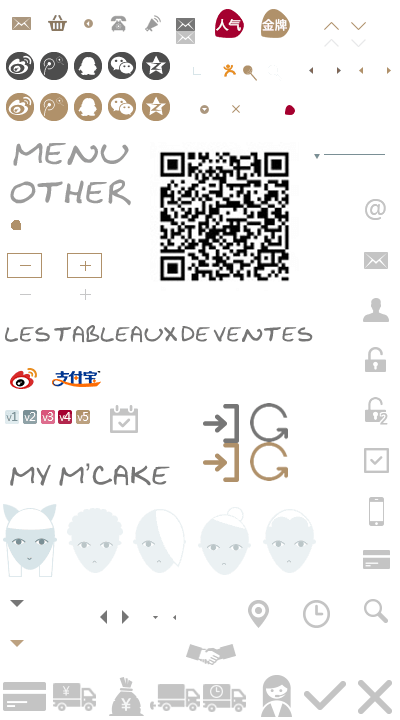 人气 金牌
MENU
OTHER
@
LES TABLEAUX DE VENTES
支付宝
v1 v2 v3 v4 v5
2
MY M'CAKE
¥ ¥ ¥